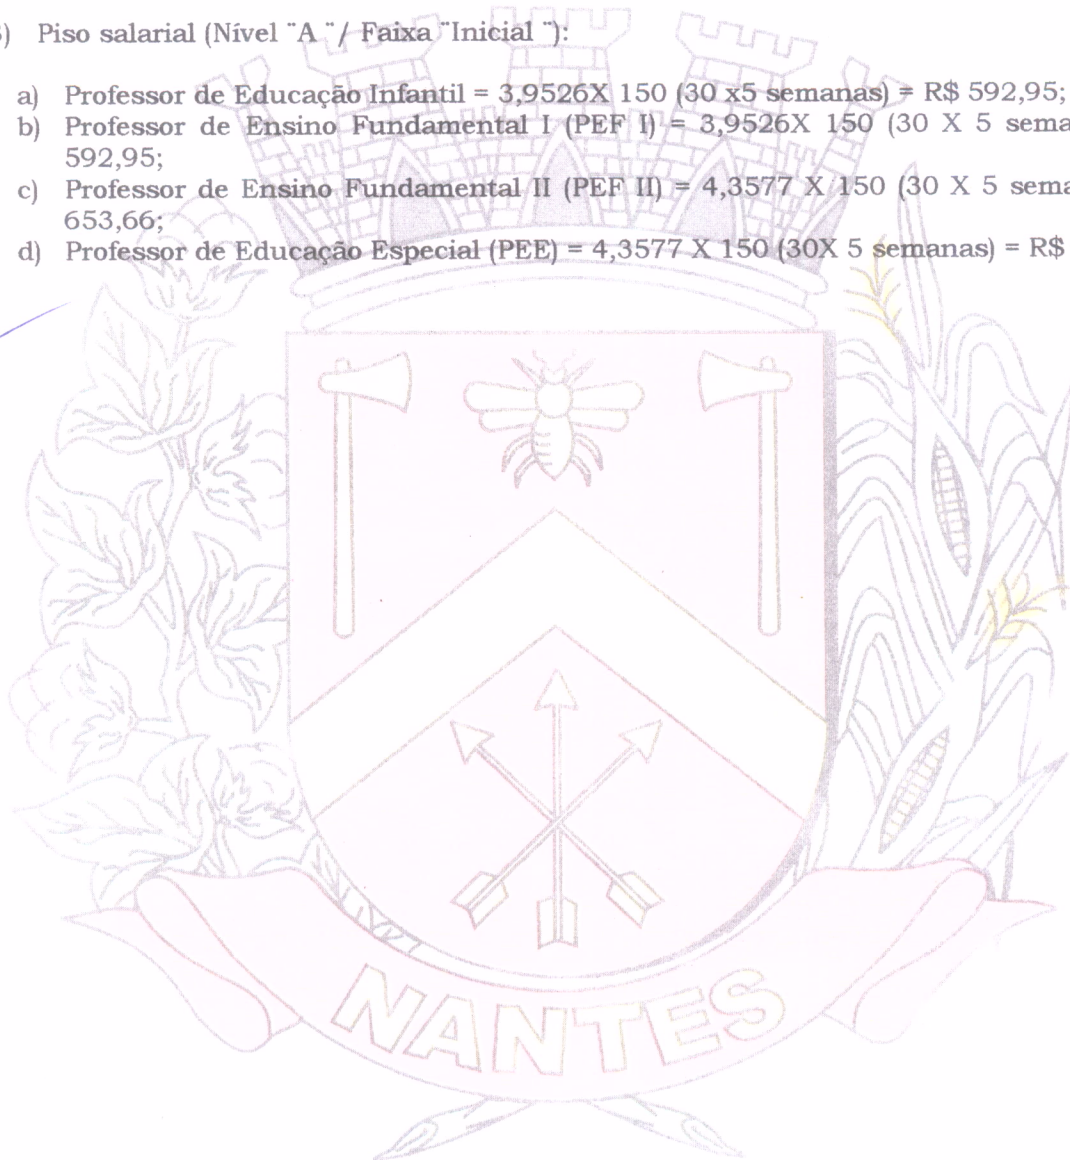 ) Piso salarial (Nível ¨A ¨/ Faixa ¨Inicial ¨):
a) Professor de Educação Infantil = 3,9526X 150 (30 x5 semanas) = R$ 592,95;
b) Professor de Ensino Fundamental I (PEF I) = 3,9526X 150 (30 X 5
592,95;
c) Professor de Ensino Fundamental II (PEF II) = 4,3577 X 150 (30 X 5
653,66;
d) Professor de Educação Especial (PEE) = 4,3577 X 150 (30X 5 semanas) = R$
NANTES